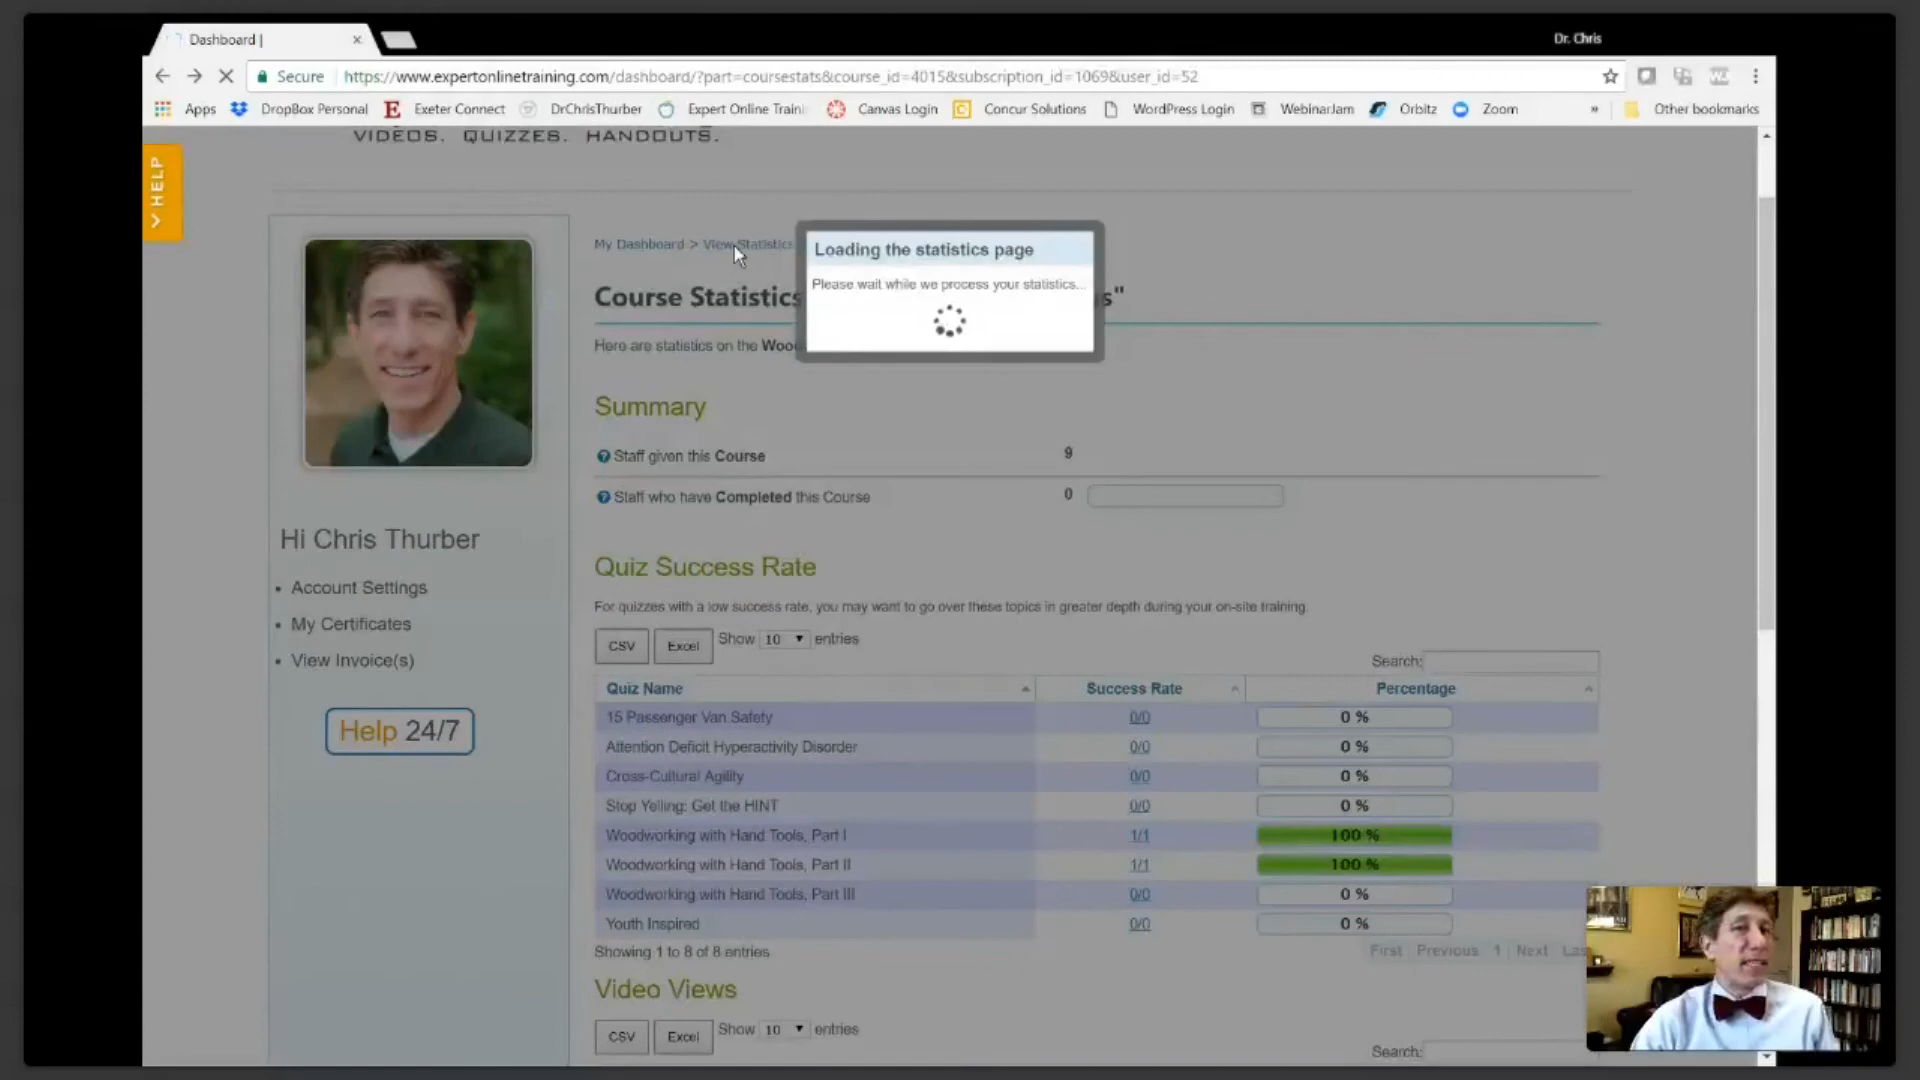 Dashboard |
Dr. Chris
Secure https://www.expertonlinetraining.com/dashboard/?part=coursestats&course_id=4015&subscription_id=1069&user_id=52
Apps DropBox Personal Exeter Connect DrChrisThurber Expert Online Traini Canvas Login Concur Solutions WordPress Login WebinarJam Orbitz Zoom » Other bookmarks
VIDEOS. QUIZZES. HANDOUTS.
HELP
My Dashboard > View Statistics
Loading the statistics page
Please wait while we process your statistics...
Course Statistics s"
Here are statistics on the Woo
Summary
Staff given this Course 9
Staff who have Completed this Course 0
Hi Chris Thurber
Account Settings
My Certificates
View Invoice(s)
Help 24/7
Quiz Success Rate
For quizzes with a low success rate, you may want to go over these topics in greater depth during your on-site training.
CSV Excel Show 10 entries
Search:
Quiz Name Success Rate Percentage
15 Passenger Van Safety 0/0 0 %
Attention Deficit Hyperactivity Disorder 0/0 0 %
Cross-Cultural Agility 0/0 0 %
Stop Yelling: Get the HINT 0/0 0 %
Woodworking with Hand Tools, Part I 1/1 100 %
Woodworking with Hand Tools, Part II 1/1 100 %
Woodworking with Hand Tools, Part III 0/0 0 %
Youth Inspired 0/0 0 %
Showing 1 to 8 of 8 entries
First Previous 1 Next Las
Video Views
CSV Excel Show 10 entries
Search: